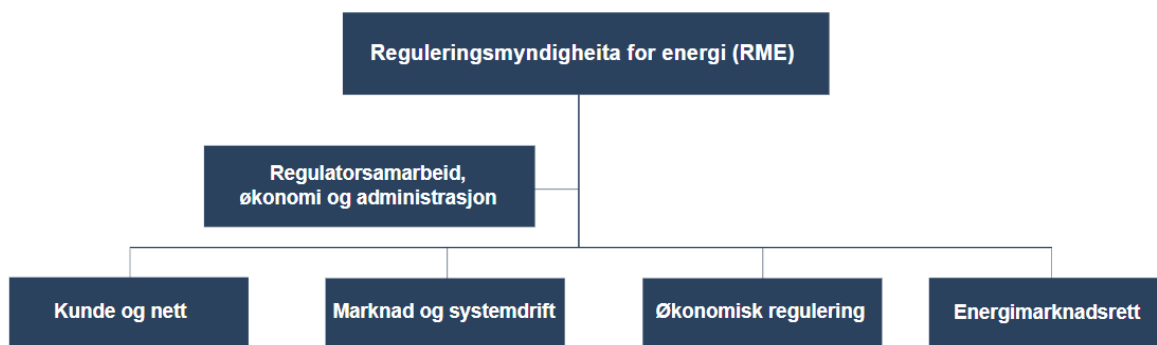 Reguleringsmyndigheita for energi (RME)
Regulatorsamarbeid,
økonomi og administrasjon
Kunde og nett
Marknad og systemdrift
Økonomisk regulering
Energimarknadsrett